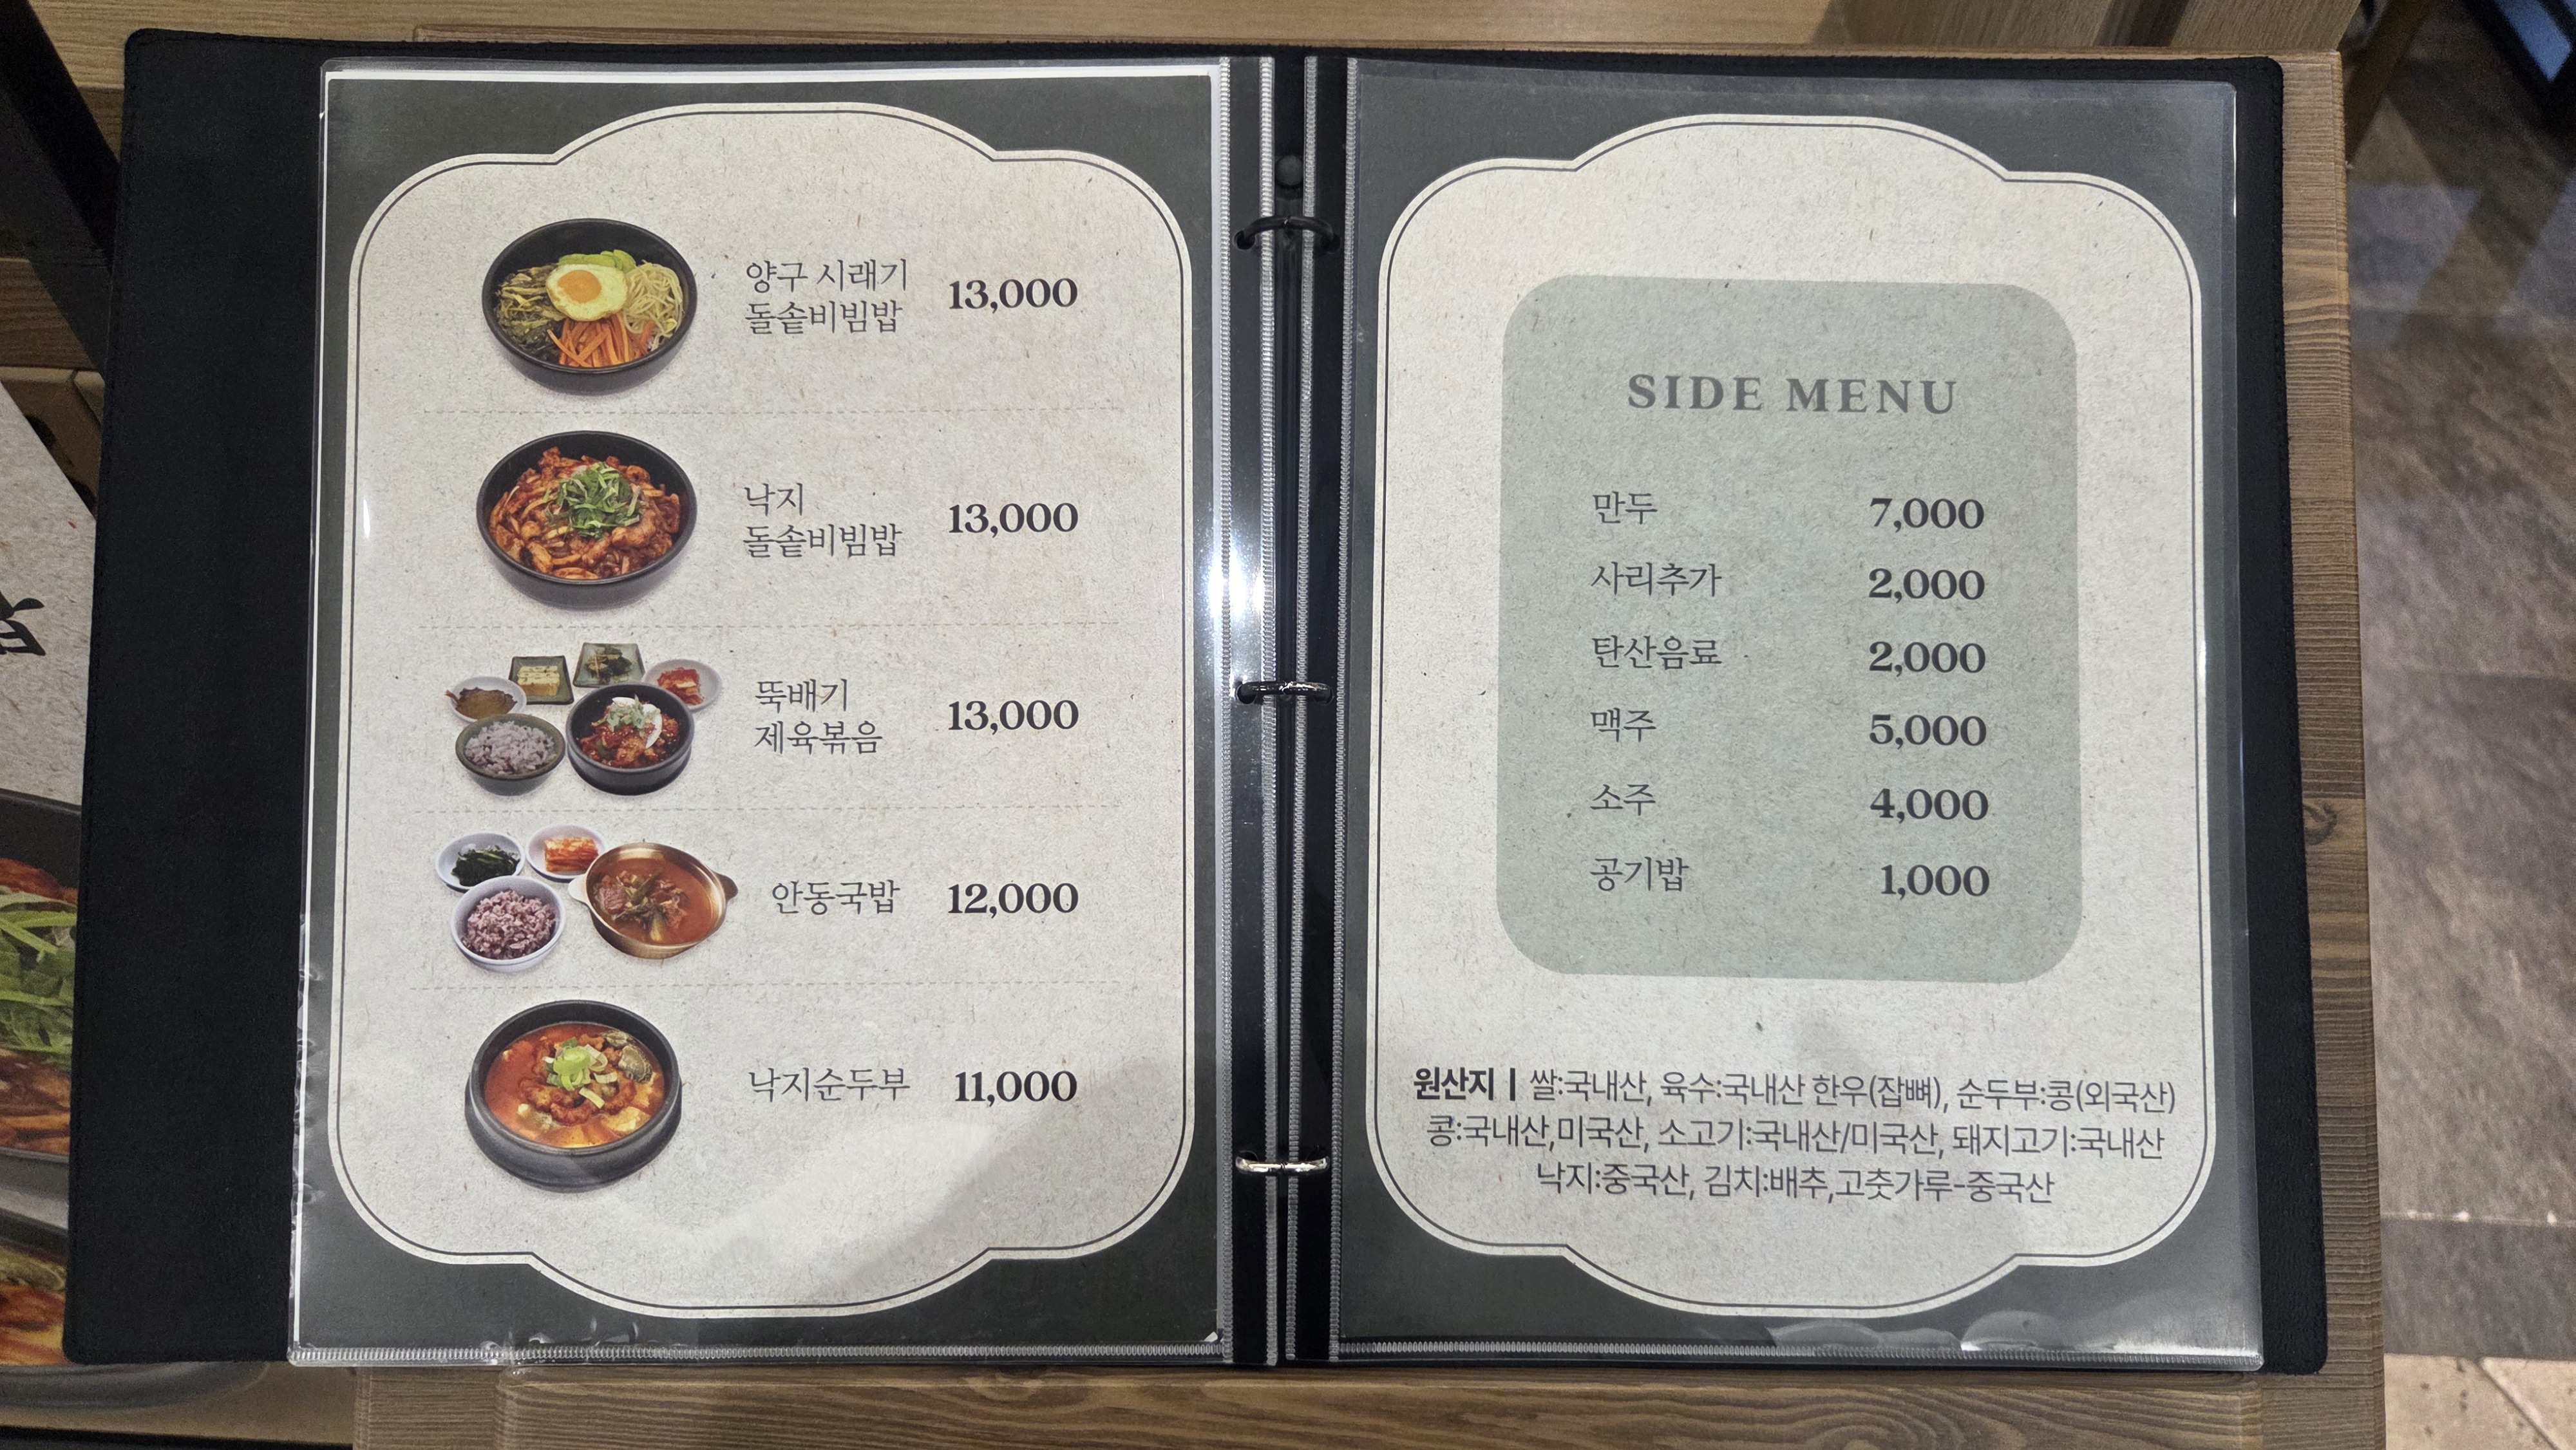 양구 시래기
돌솥비빔밥 13,000
낙지
돌솥비빔밥 13,000
뚝배기
제육볶음 13,000
안동국밥 12,000
낙지순두부 11,000
SIDE MENU
만두 7,000
사리추가 2,000
탄산음료 2,000
맥주 5,000
소주 4,000
공기밥 1,000
원산지 | 쌀:국내산, 육수:국내산 한우(잡뼈), 순두부:콩(외국산)
콩:국내산,미국산, 소고기:국내산/미국산, 돼지고기:국내산
낙지:중국산, 김치:배추,고춧가루-중국산